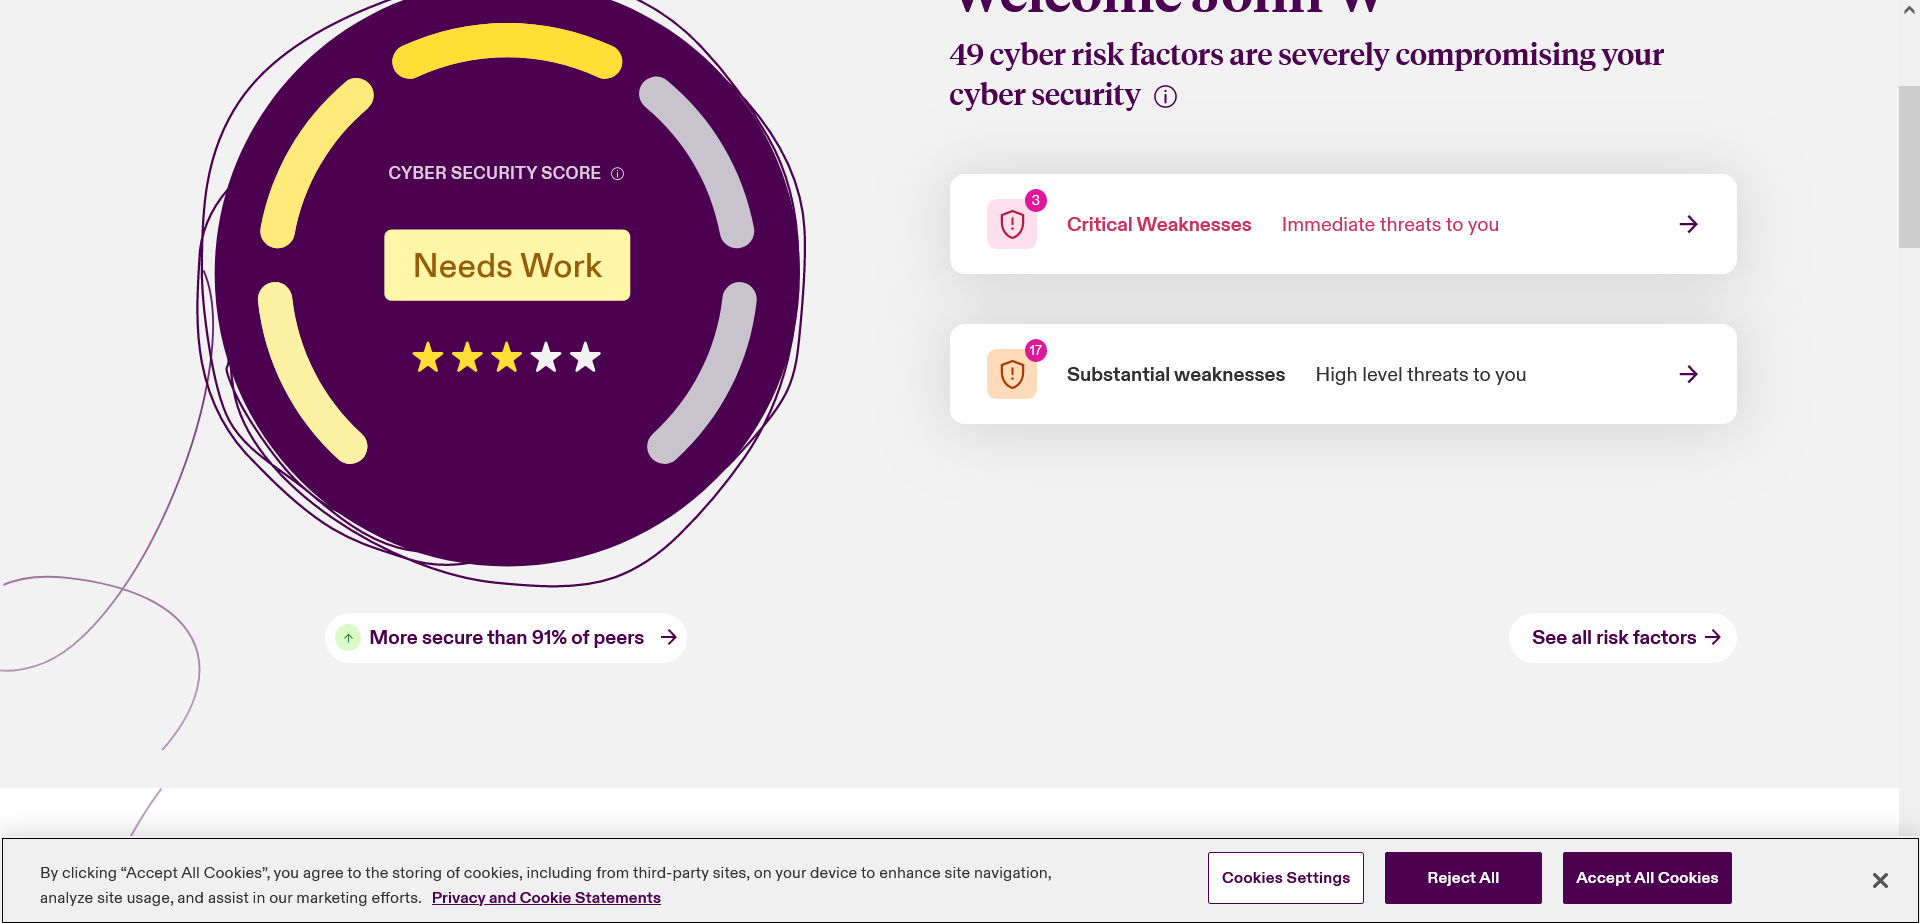 Welcome John W
49 cyber risk factors are severely compromising your
cyber security
CYBER SECURITY SCORE
Needs Work
3
Critical Weaknesses Immediate threats to you
17
Substantial weaknesses High level threats to you
More secure than 91% of peers
See all risk factors
By clicking “Accept All Cookies”, you agree to the storing of cookies, including from third-party sites, on your device to enhance site navigation,
analyze site usage, and assist in our marketing efforts. Privacy and Cookie Statements
Cookies Settings
Reject All
Accept All Cookies